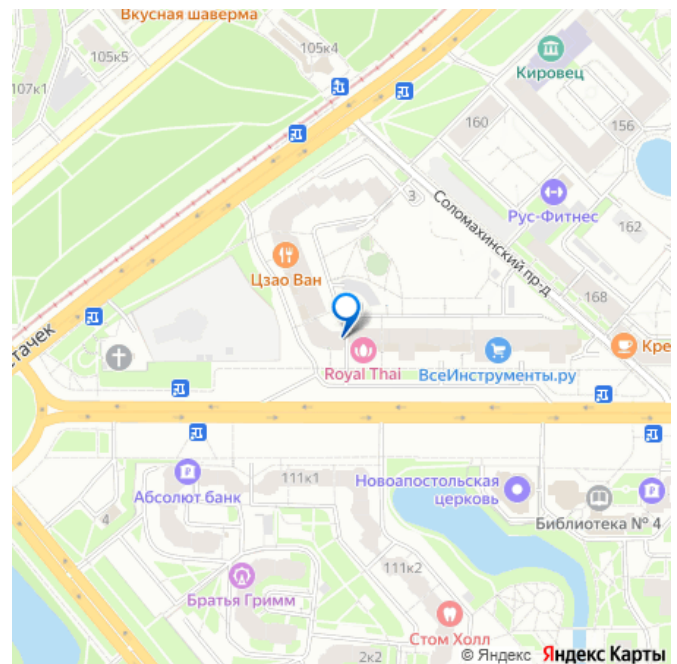 Вкусная шаверма
105к4
105к5
107к1
Кировец
160
156
3
Соломахинский пр-д
Рус-Фитнес
162
Цзао Ван
168
стачек
Royal Thai
ВсеИнструменты.ру
Кре
111к1
Абсолют банк
Новоапостольская
церковь
4
Библиотека № 4
111к2
Братья Гримм
Стом Холл
2к2
© Яндекс Яндекс Карты